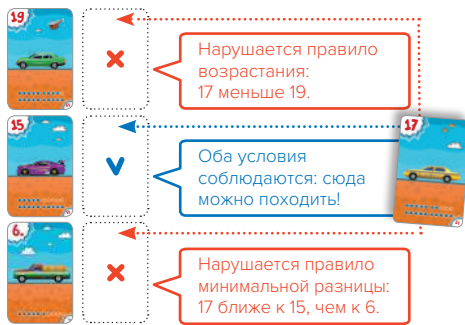 19
Нарушается правило
возрастания:
17 меньше 19.
15
17
Оба условия
соблюдаются: сюда
можно походить!
6.
Нарушается правило
минимальной разницы:
17 ближе к 15, чем к 6.